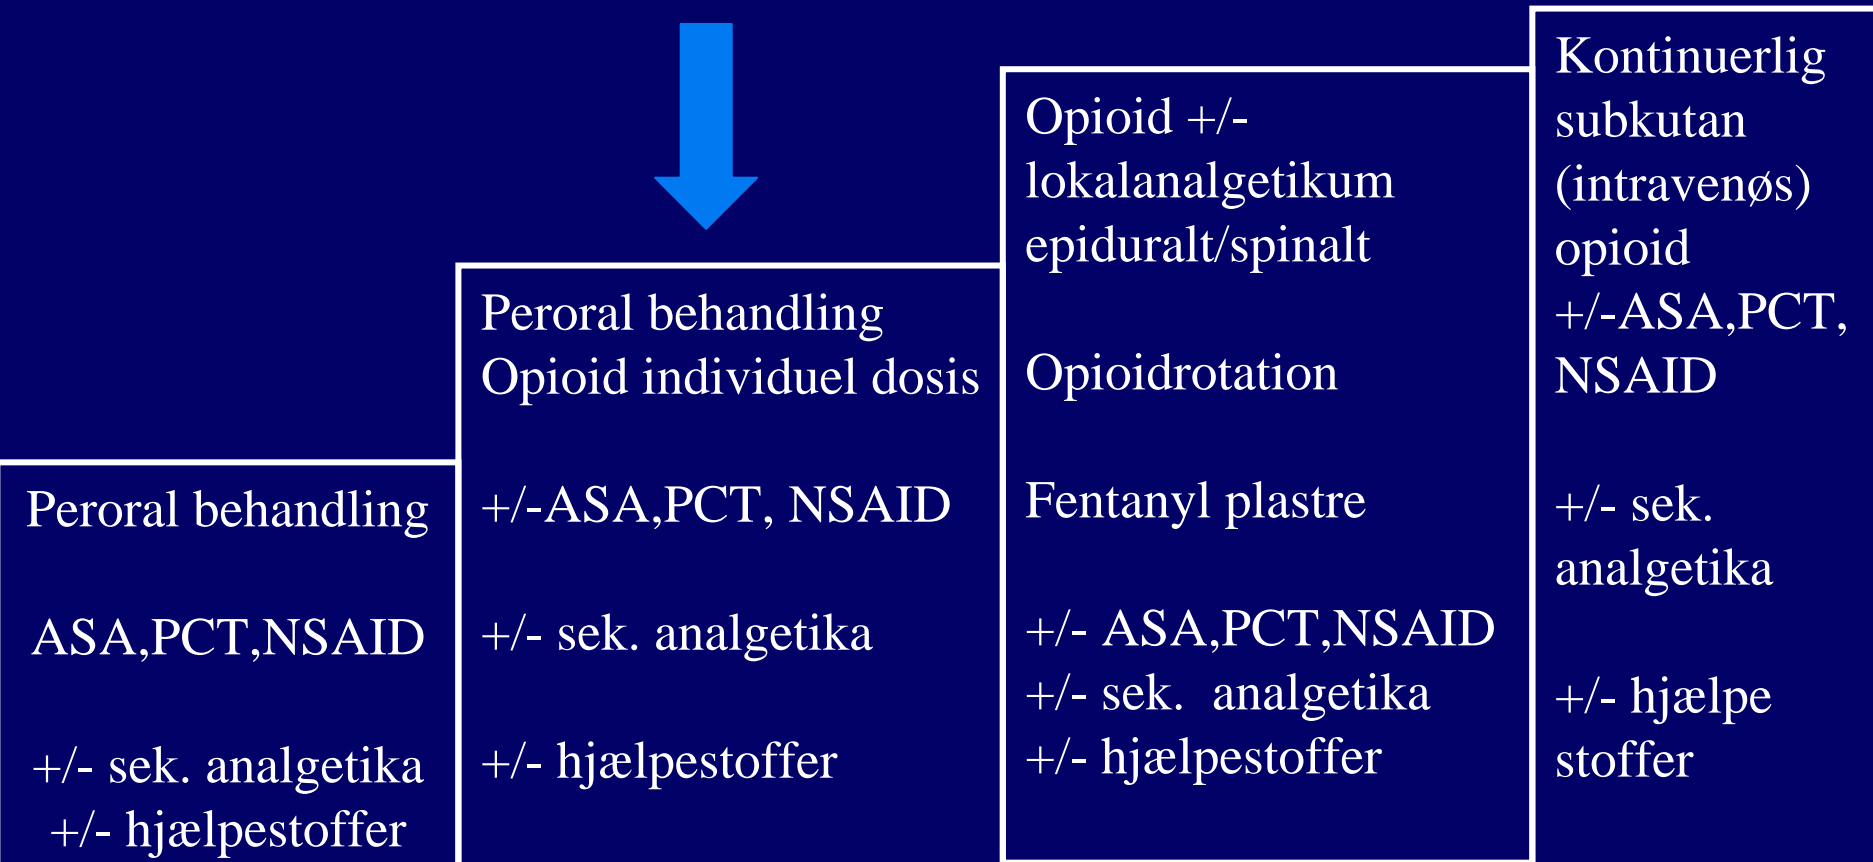 Peroral behandling
ASA,PCT,NSAID
+/- sek. analgetika
+/- hjælpestoffer
Peroral behandling
Opioid individuel dosis
+/-ASA,PCT, NSAID
+/- sek. analgetika
+/- hjælpestoffer
Opioid +/-
lokalanalgetikum
epiduralt/spinalt
Opioidrotation
Fentanyl plastre
+/- ASA,PCT,NSAID
+/- sek. analgetika
+/- hjælpestoffer
Kontinuerlig
subkutan
(intravenøs)
opioid
+/-ASA,PCT,
NSAID
+/- sek.
analgetika
+/- hjælpe
stoffer